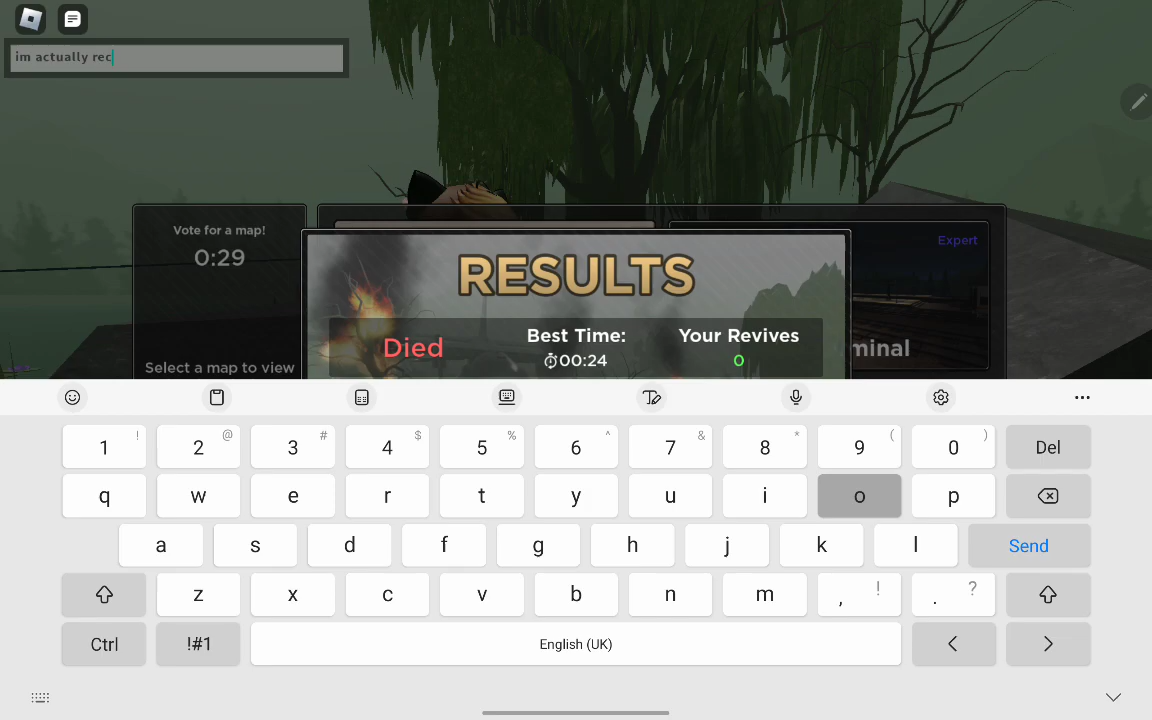 im actually rec
Vote for a map!
0:29
Select a map to view
Expert
minal
RESULTS
Died
Best Time:
00:24
Your Revives
0
1 ! 2 @ 3 # 4 $ 5 % 6 ^ 7 & 8 * 9 ( 0 ) Del
q w e r t y u i o p
a s d f g h j k l Send
z x c v b n m , ! . ?
Ctrl !#1 English (UK) < >